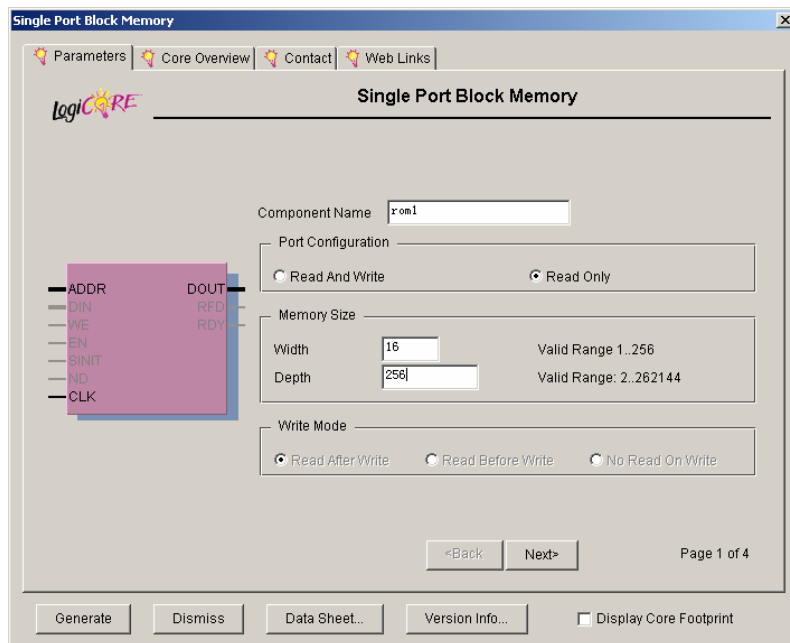 Single Port Block Memory
Parameters Core Overview Contact Web Links
LogiCORE
Single Port Block Memory
Component Name rom1
Port Configuration
Read And Write Read Only
ADDR DOUT
DIN RFD
WE RDY
EN
SINIT
ND
CLK
Memory Size
Width 16 Valid Range 1..256
Depth 256 Valid Range: 2..262144
Write Mode
Read After Write Read Before Write No Read On Write
<Back Next> Page 1 of 4
Generate Dismiss Data Sheet... Version Info... Display Core Footprint